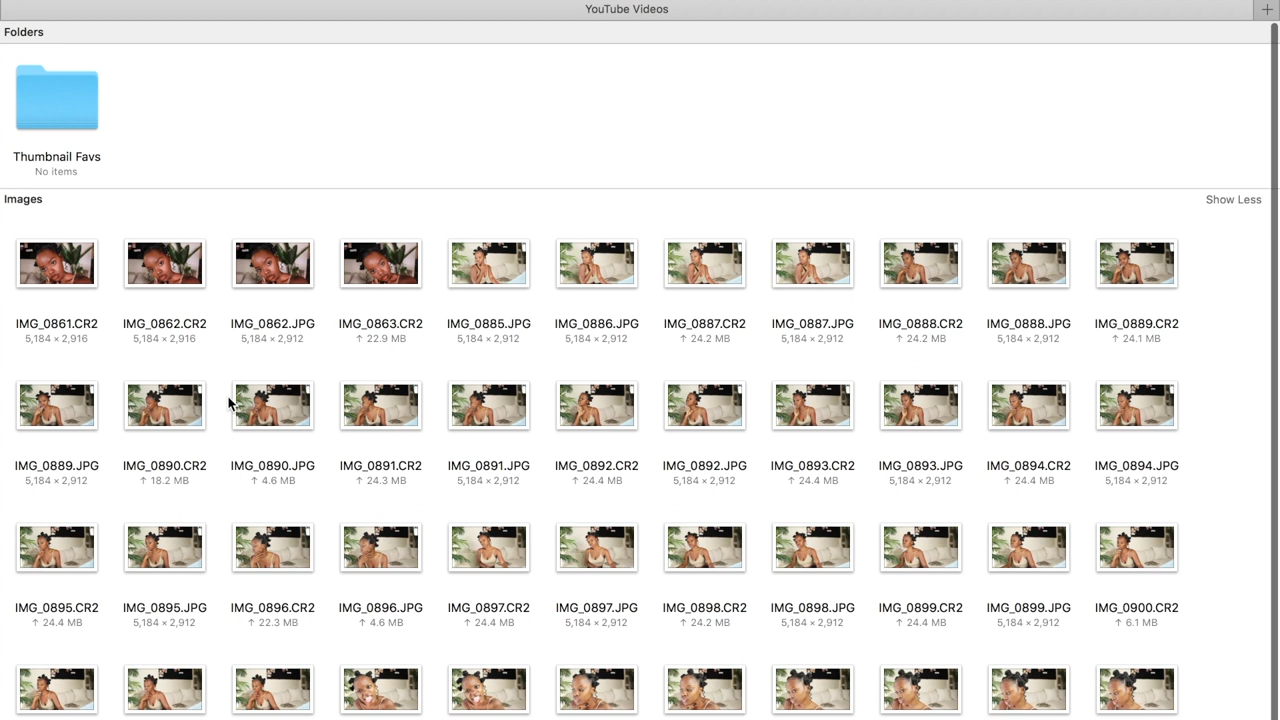 YouTube Videos
Folders
Thumbnail Favs
No items
Images
Show Less
IMG_0861.CR2 IMG_0862.CR2 IMG_0862.JPG IMG_0863.CR2 IMG_0885.JPG IMG_0886.JPG IMG_0887.CR2 IMG_0887.JPG IMG_0888.CR2 IMG_0888.JPG IMG_0889.CR2
5,184 × 2,916 5,184 × 2,916 5,184 × 2,912 ↑ 22.9 MB 5,184 × 2,912 5,184 × 2,912 ↑ 24.2 MB 5,184 × 2,912 ↑ 24.2 MB 5,184 × 2,912 ↑ 24.1 MB
IMG_0889.JPG IMG_0890.CR2 IMG_0890.JPG IMG_0891.CR2 IMG_0891.JPG IMG_0892.CR2 IMG_0892.JPG IMG_0893.CR2 IMG_0893.JPG IMG_0894.CR2 IMG_0894.JPG
5,184 × 2,912 ↑ 18.2 MB ↑ 4.6 MB ↑ 24.3 MB 5,184 × 2,912 ↑ 24.4 MB 5,184 × 2,912 ↑ 24.4 MB 5,184 × 2,912 ↑ 24.4 MB 5,184 × 2,912
IMG_0895.CR2 IMG_0895.JPG IMG_0896.CR2 IMG_0896.JPG IMG_0897.CR2 IMG_0897.JPG IMG_0898.CR2 IMG_0898.JPG IMG_0899.CR2 IMG_0899.JPG IMG_0900.CR2
↑ 24.4 MB 5,184 × 2,912 ↑ 22.3 MB ↑ 4.6 MB ↑ 24.4 MB 5,184 × 2,912 ↑ 24.2 MB 5,184 × 2,912 ↑ 24.4 MB 5,184 × 2,912 ↑ 6.1 MB